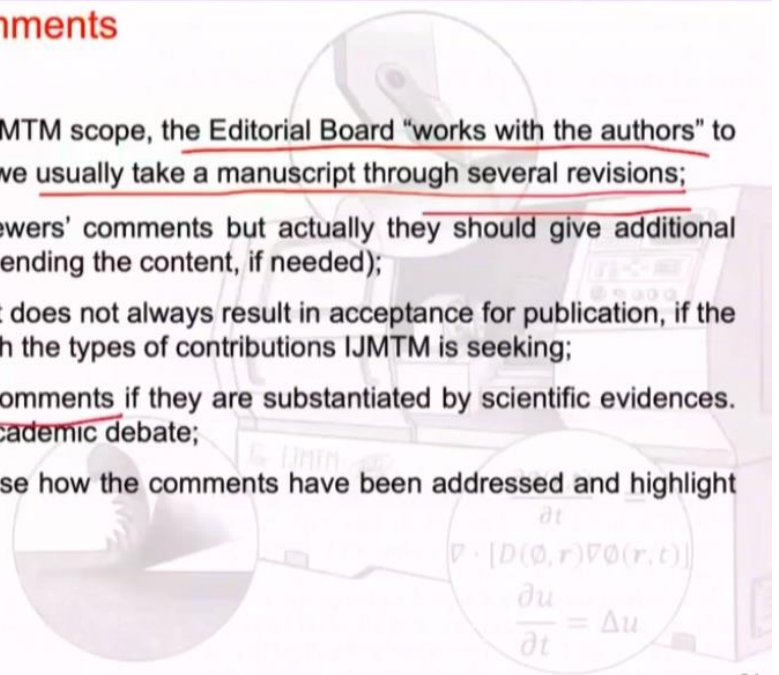 mments
MTM scope, the Editorial Board “works with the authors” to
we usually take a manuscript through several revisions;
ewers’ comments but actually they should give additional
ending the content, if needed);
t does not always result in acceptance for publication, if the
h the types of contributions IJMTM is seeking;
omments if they are substantiated by scientific evidences.
cademic debate;
se how the comments have been addressed and highlight
IJMTM
∂t
∇ · [D(Ø,r)∇Ø(r,t)]
∂u
= Δu
∂t